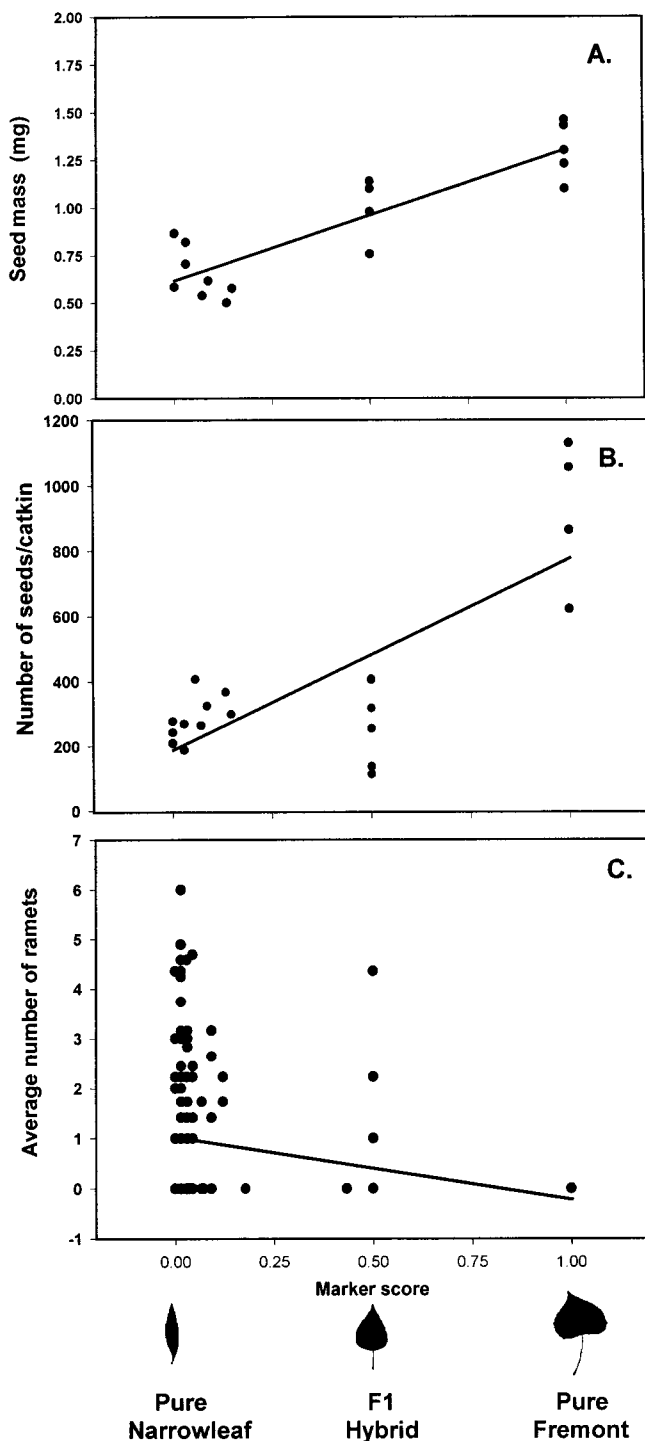 A.
Seed mass (mg)
2.00
1.75
1.50
1.25
1.00
0.75
0.50
0.25
0.00
B.
Number of seeds/catkin
1200
1000
800
600
400
200
0
C.
Average number of ramets
7
6
5
4
3
2
1
0
-1
0.00 0.25 0.50 0.75 1.00
Marker score
Pure
Narrowleaf
F1
Hybrid
Pure
Fremont